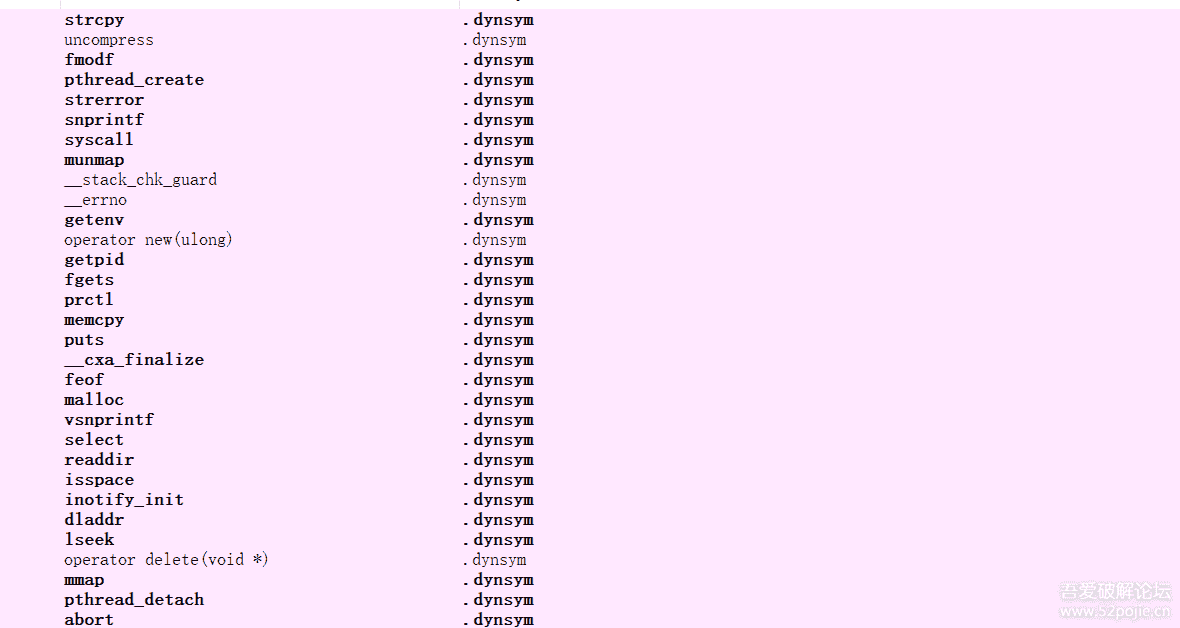 strcpy .dynsym
uncompress .dynsym
fmodf .dynsym
pthread_create .dynsym
strerror .dynsym
snprintf .dynsym
syscall .dynsym
munmap .dynsym
__stack_chk_guard .dynsym
__errno .dynsym
getenv .dynsym
operator new(ulong) .dynsym
getpid .dynsym
fgets .dynsym
prctl .dynsym
memcpy .dynsym
puts .dynsym
__cxa_finalize .dynsym
feof .dynsym
malloc .dynsym
vsnprintf .dynsym
select .dynsym
readdir .dynsym
isspace .dynsym
inotify_init .dynsym
dladdr .dynsym
lseek .dynsym
operator delete(void *) .dynsym
mmap .dynsym
pthread_detach .dynsym
abort .dynsym
吾爱破解论坛
www.52pojie.cn